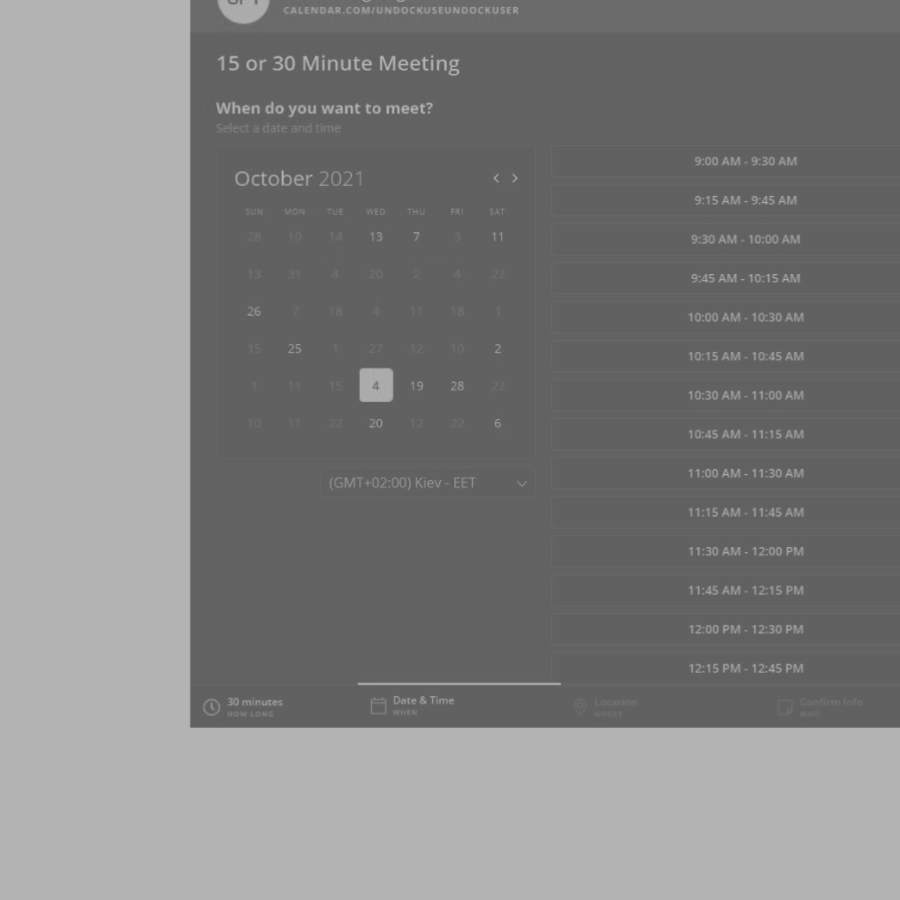 CALENDAR.COM/UNDOCKUSEUNDOCKUSER
15 or 30 Minute Meeting
When do you want to meet?
Select a date and time
October 2021
SUN MON TUE WED THU FRI SAT
28 10 14 13 7 3 11
13 31 4 20 2 4 22
26 7 18 4 11 18 1
15 25 1 27 12 10 2
1 11 15 4 19 28 22
10 11 22 20 12 22 6
(GMT+02:00) Kiev - EET
9:00 AM - 9:30 AM
9:15 AM - 9:45 AM
9:30 AM - 10:00 AM
9:45 AM - 10:15 AM
10:00 AM - 10:30 AM
10:15 AM - 10:45 AM
10:30 AM - 11:00 AM
10:45 AM - 11:15 AM
11:00 AM - 11:30 AM
11:15 AM - 11:45 AM
11:30 AM - 12:00 PM
11:45 AM - 12:15 PM
12:00 PM - 12:30 PM
12:15 PM - 12:45 PM
30 minutes
HOW LONG
Date & Time
WHEN
Location
WHERE
Confirm Info
WHO